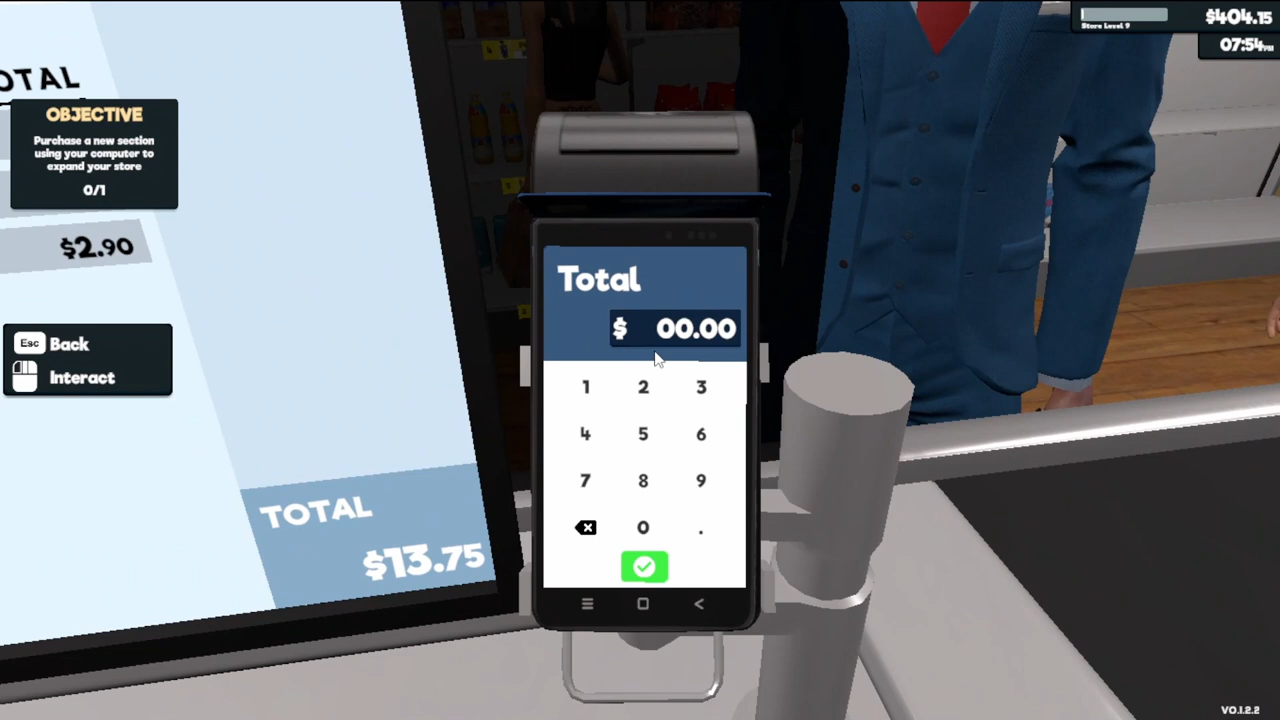 OTAL
OBJECTIVE
Purchase a new section
using your computer to
expand your store
0/1
$2.90
Esc Back
Interact
TOTAL
$13.75
Total
$ 00.00
1 2 3
4 5 6
7 8 9
0 .
Store Level 9
$404.15
07:54PM
V0.1.2.2